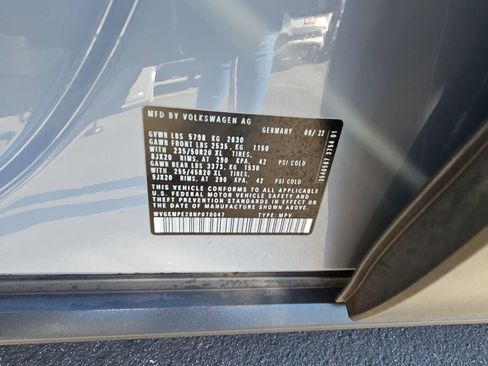 MFD BY VOLKSWAGEN AG
GERMANY 09/22
GVWR LBS 5798 KG 2630
GAWR FRONT LBS 2535 KG 1150
WITH 235/50R20 XL TIRES,
8JX20 RIMS, AT 290 KPA, 42 PSI COLD
GAWR REAR LBS 3373 KG 1530
WITH 255/45R20 XL TIRES,
9JX20 RIMS, AT 290 KPA, 42 PSI COLD
THIS VEHICLE CONFORMS TO ALL APPLICABLE
U.S. FEDERAL MOTOR VEHICLE SAFETY AND
THEFT PREVENTION STANDARDS IN EFFECT ON
THE DATE OF MANUFACTURE SHOWN ABOVE.
TYPE: MPV